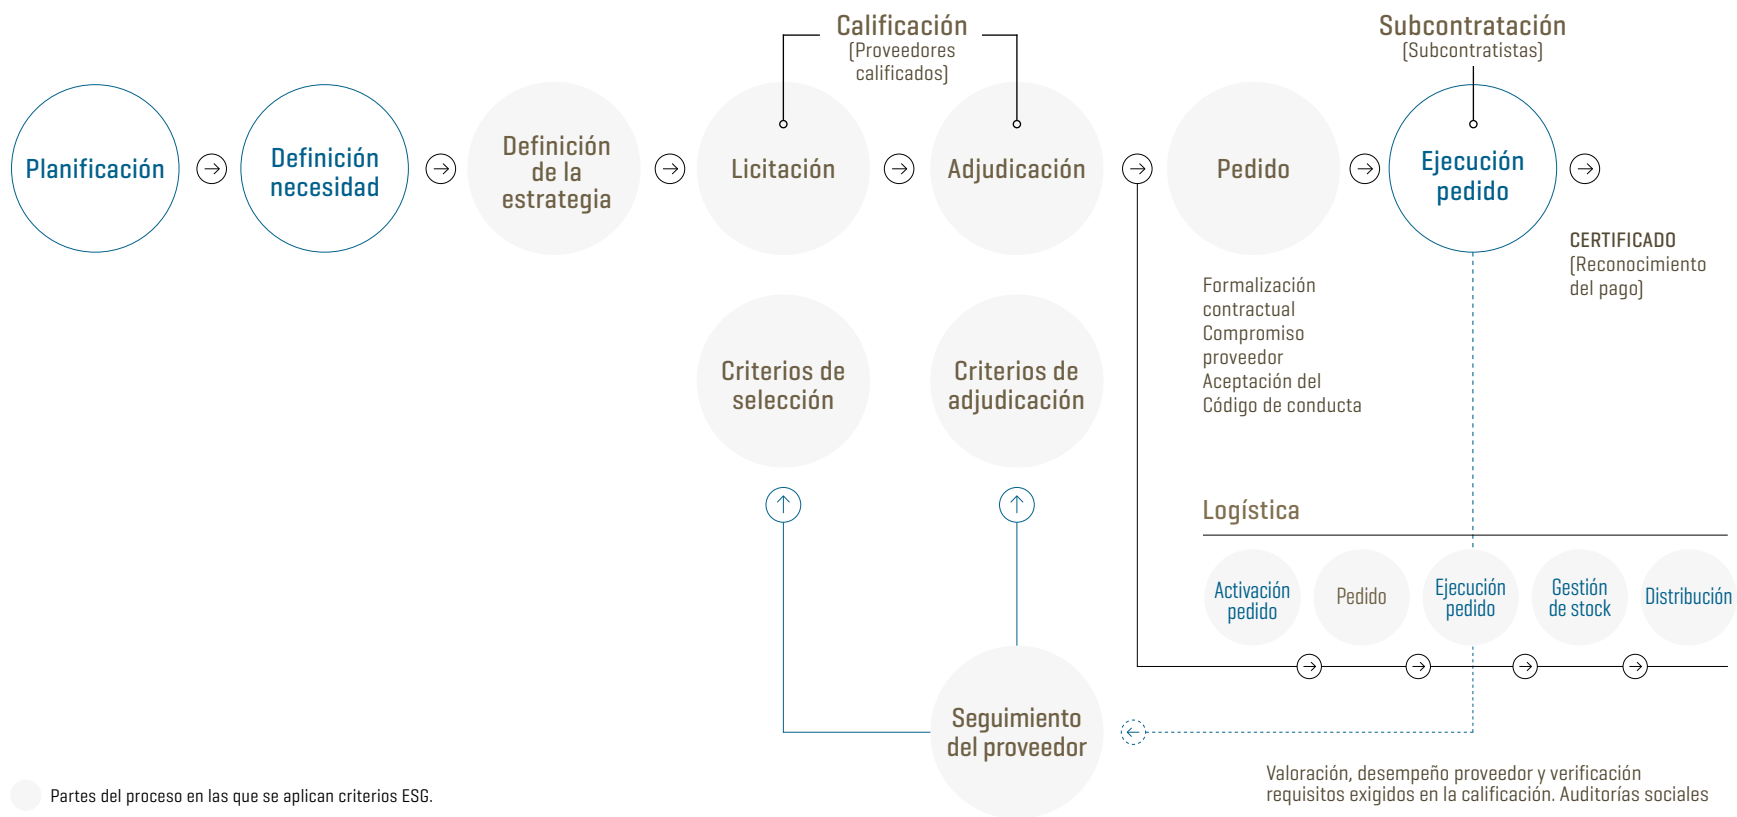 Calificación
(Proveedores
calificados)
Subcontratación
(Subcontratistas)
Planificación
Definición
necesidad
Definición
de la
estrategia
Licitación
Adjudicación
Pedido
Ejecución
pedido
CERTIFICADO
(Reconocimiento
del pago)
Formalización
contractual
Compromiso
proveedor
Aceptación del
Código de conducta
Criterios de
selección
Criterios de
adjudicación
Logística
Activación
pedido
Pedido
Ejecución
pedido
Gestión
de stock
Distribución
Seguimiento
del proveedor
Valoración, desempeño proveedor y verificación
requisitos exigidos en la calificación. Auditorías sociales
Partes del proceso en las que se aplican criterios ESG.